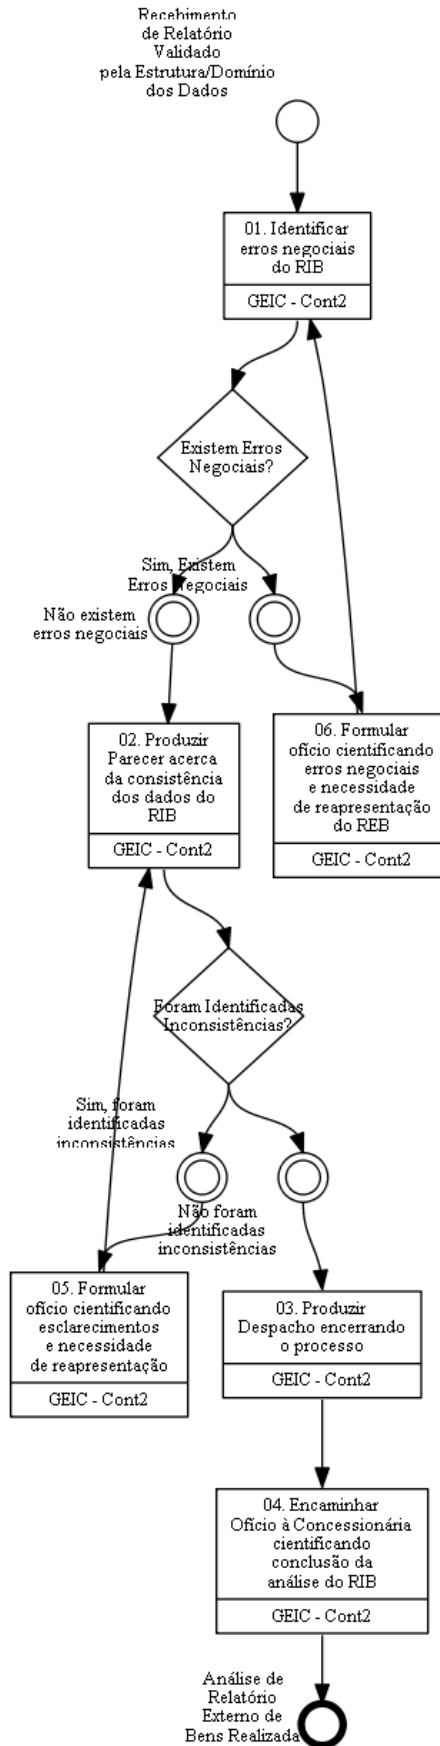 Recebimento
de Relatório
Validado
pela Estrutura/Domínio
dos Dados
01. Identificar
erros negociais
do RIB
GEIC - Cont2
Existem Erros
Negociais?
Sim, Existem
Erros Negociais
Não existem
erros negociais
02. Produzir
Parecer acerca
da consistência
dos dados do
RIB
GEIC - Cont2
06. Formular
ofício cientificando
erros negociais
e necessidade
de reapresentação
do REB
GEIC - Cont2
Foram Identificadas
Inconsistências?
Sim, foram
identificadas
inconsistências
Não foram
identificadas
inconsistências
05. Formular
ofício cientificando
esclarecimentos
e necessidade
de reapresentação
GEIC - Cont2
03. Produzir
Despacho encerrando
o processo
GEIC - Cont2
04. Encaminhar
Ofício à Concessionária
cientificando
conclusão da
análise do RIB
GEIC - Cont2
Análise de
Relatório
Externo de
Bens Realizada